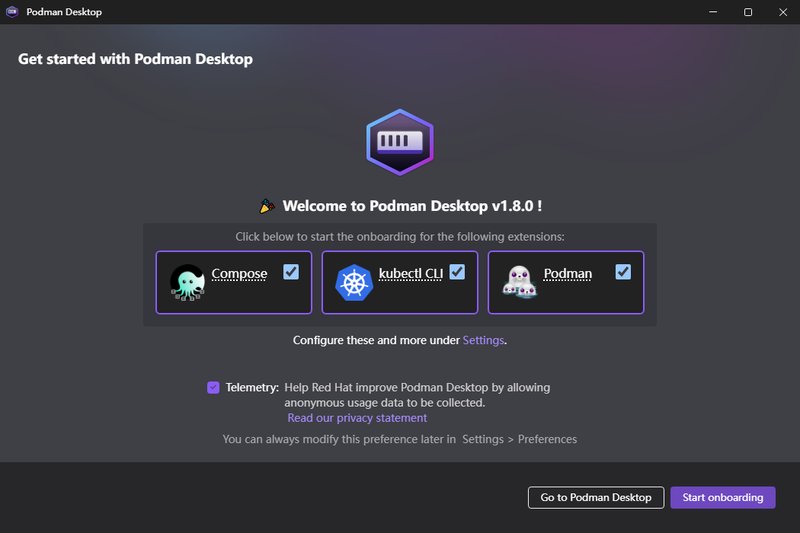 Podman Desktop
Get started with Podman Desktop
Welcome to Podman Desktop v1.8.0 !
Click below to start the onboarding for the following extensions:
Compose
kubectl CLI
Podman
Configure these and more under Settings.
Telemetry: Help Red Hat improve Podman Desktop by allowing
anonymous usage data to be collected.
Read our privacy statement
You can always modify this preference later in Settings > Preferences
Go to Podman Desktop
Start onboarding